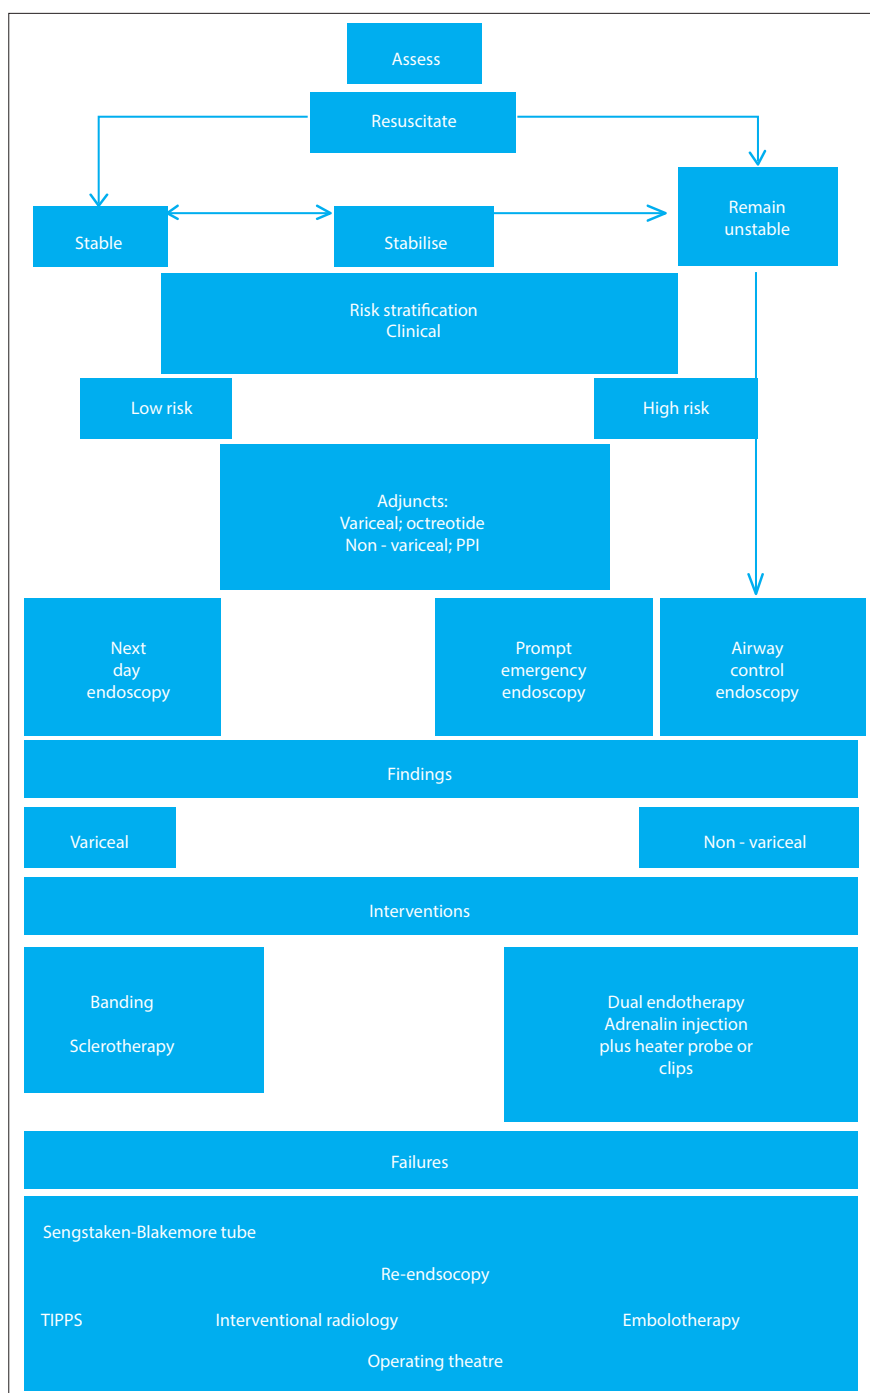 Assess
Resuscitate
Remain
unstable
Stable
Stabilise
Risk stratification
Clinical
Low risk
High risk
Adjuncts:
Variceal; octreotide
Non - variceal; PPI
Next
day
endoscopy
Prompt
emergency
endoscopy
Airway
control
endoscopy
Findings
Variceal
Non - variceal
Interventions
Banding
Sclerotherapy
Dual endotherapy
Adrenalin injection
plus heater probe or
clips
Failures
Sengstaken-Blakemore tube
Re-endsocopy
TIPPS
Interventional radiology
Embolotherapy
Operating theatre